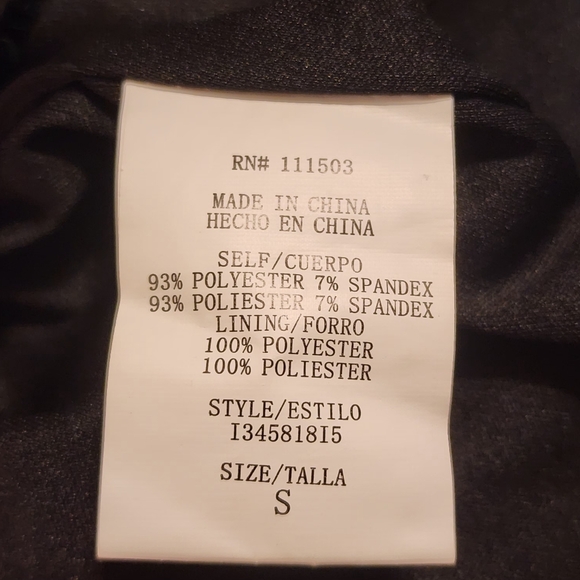 RN# 111503
MADE IN CHINA
HECHO EN CHINA
SELF/CUERPO
93% POLYESTER 7% SPANDEX
93% POLIESTER 7% SPANDEX
LINING/FORRO
100% POLYESTER
100% POLIESTER
STYLE/ESTILO
I345818I5
SIZE/TALLA
S